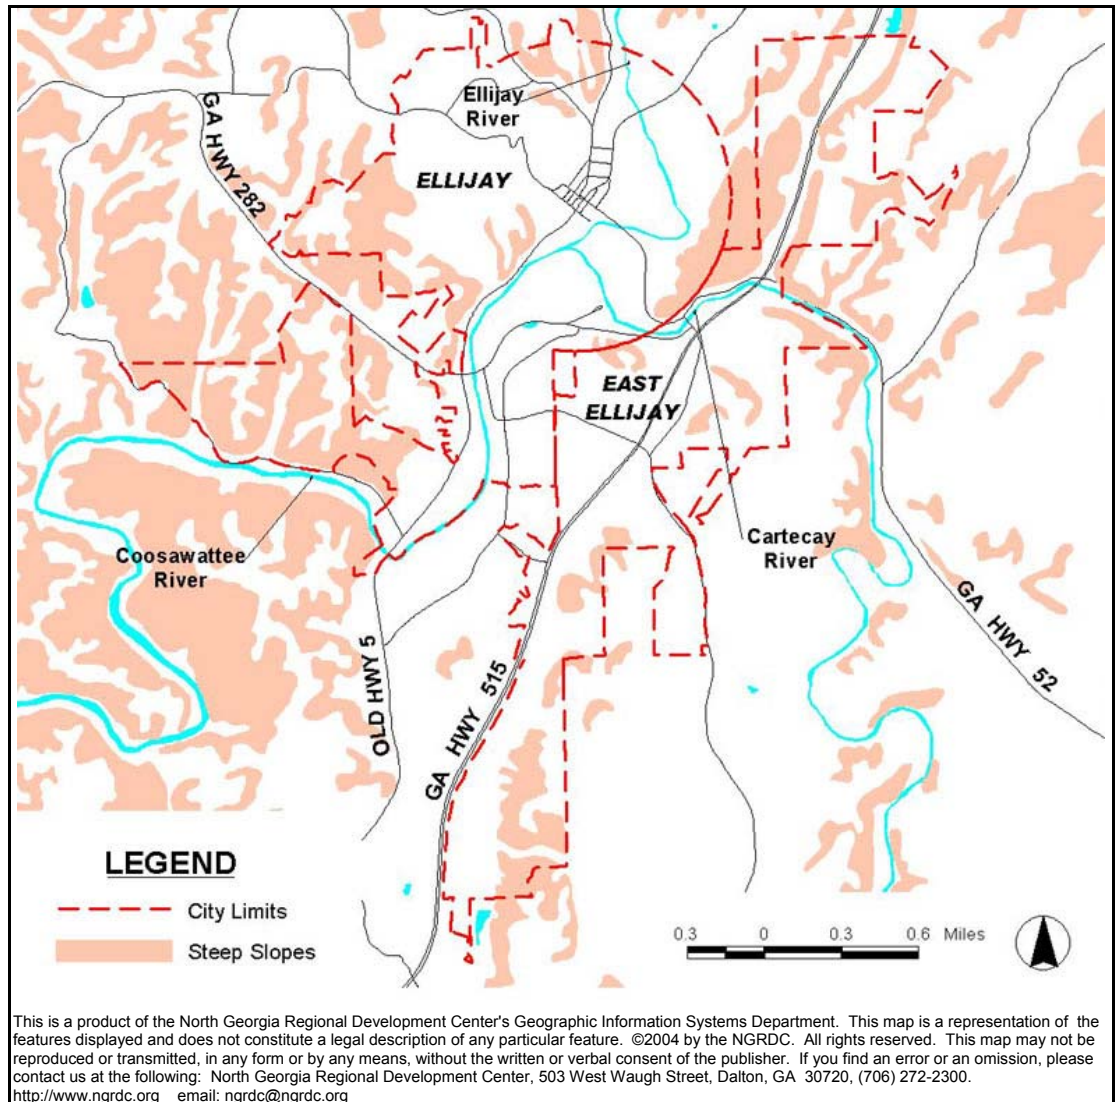 Ellijay
River
GA HWY 282
ELLIJAY
EAST
ELLIJAY
Coosawattee
River
Cartecay
River
GA HWY 52
OLD HWY 5
GA HWY 515
LEGEND
City Limits
Steep Slopes
0.3 0 0.3 0.6 Miles
This is a product of the North Georgia Regional Development Center's Geographic Information Systems Department. This map is a representation of the
features displayed and does not constitute a legal description of any particular feature. ©2004 by the NGRDC. All rights reserved. This map may not be
reproduced or transmitted, in any form or by any means, without the written or verbal consent of the publisher. If you find an error or an omission, please
contact us at the following: North Georgia Regional Development Center, 503 West Waugh Street, Dalton, GA 30720, (706) 272-2300.
http://www.ngrdc.org email: ngrdc@ngrdc.org